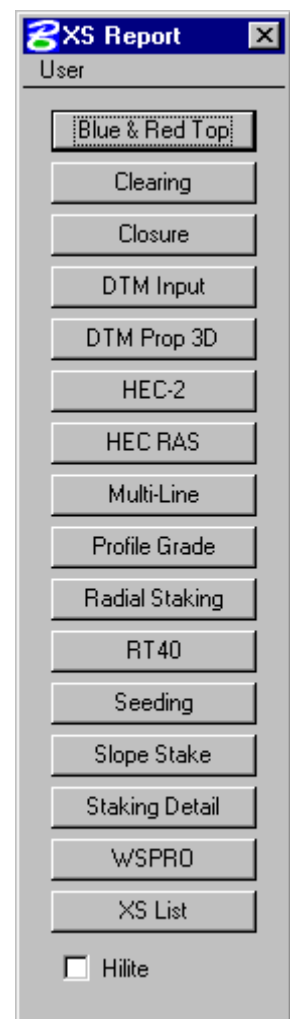 XS Report
User
Blue & Red Top
Clearing
Closure
DTM Input
DTM Prop 3D
HEC-2
HEC RAS
Multi-Line
Profile Grade
Radial Staking
RT40
Seeding
Slope Stake
Staking Detail
WSPRO
XS List
Hilite